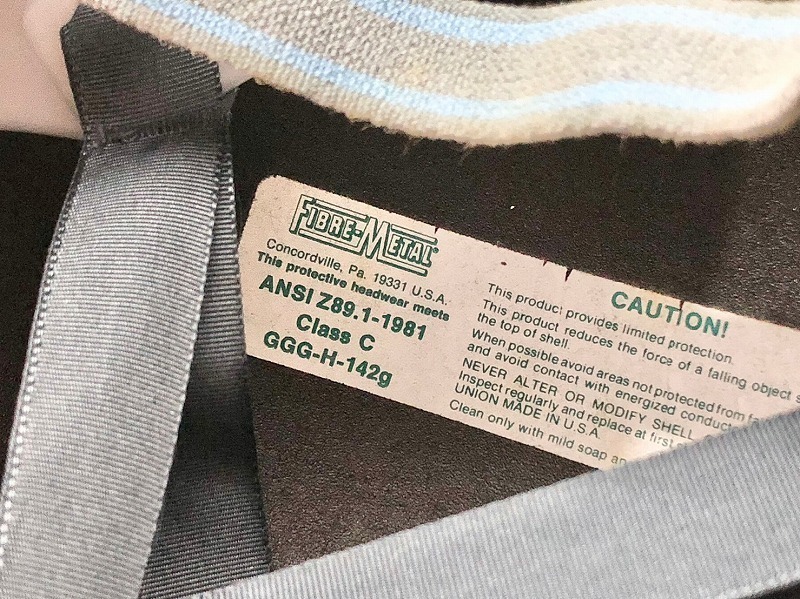 FIBRE-METAL
Concordville, Pa. 19331 U.S.A.
This protective headwear meets
ANSI Z89.1-1981
Class C
GGG-H-142g
CAUTION!
This product provides limited protection.
This product reduces the force of a falling object
the top of shell.
When possible avoid areas not protected from
and avoid contact with energized
NEVER ALTER OR MODIFY SHELL
Inspect regularly and replace at first
UNION MADE IN U.S.A.
Clean only with mild soap